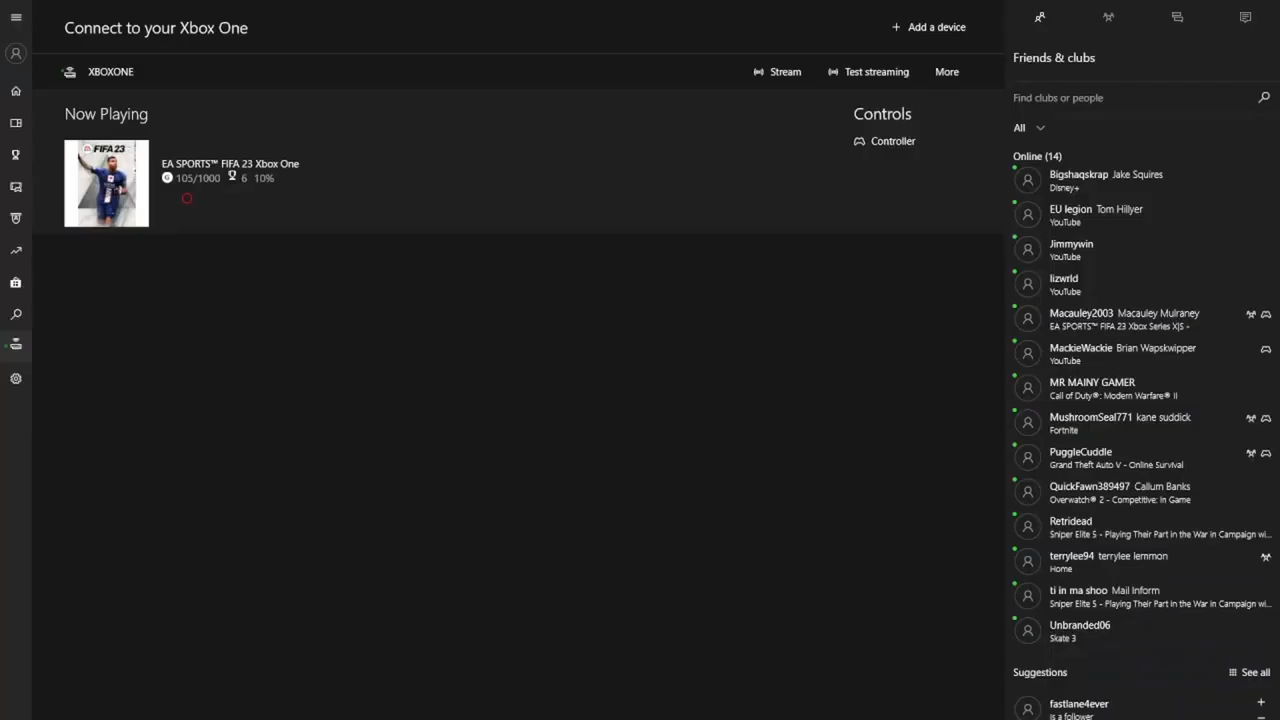 Connect to your Xbox One
+ Add a device
XBOXONE
Stream
Test streaming
More
Now Playing
FIFA 23
EA SPORTS™ FIFA 23 Xbox One
G 105/1000 6 10%
Controls
Controller
Friends & clubs
Find clubs or people
All
Online (14)
Bigshaqskrap Jake Squires
Disney+
EU legion Tom Hillyer
YouTube
Jimmywin
YouTube
lizwrld
YouTube
Macauley2003 Macauley Mulraney
EA SPORTS™ FIFA 23 Xbox Series X|S -
MackieWackie Brian Wapskwipper
YouTube
MR MAINY GAMER
Call of Duty®: Modern Warfare® II
MushroomSeal771 kane suddick
Fortnite
PuggleCuddle
Grand Theft Auto V - Online Survival
QuickFawn389497 Callum Banks
Overwatch® 2 - Competitive: In Game
Retridead
Sniper Elite 5 - Playing Their Part in the War in Campaign wi...
terrylee94 terrylee lemmon
Home
ti in ma shoo Mail Inform
Sniper Elite 5 - Playing Their Part in the War in Campaign wi...
Unbranded06
Skate 3
Suggestions
See all
fastlane4ever
is a follower